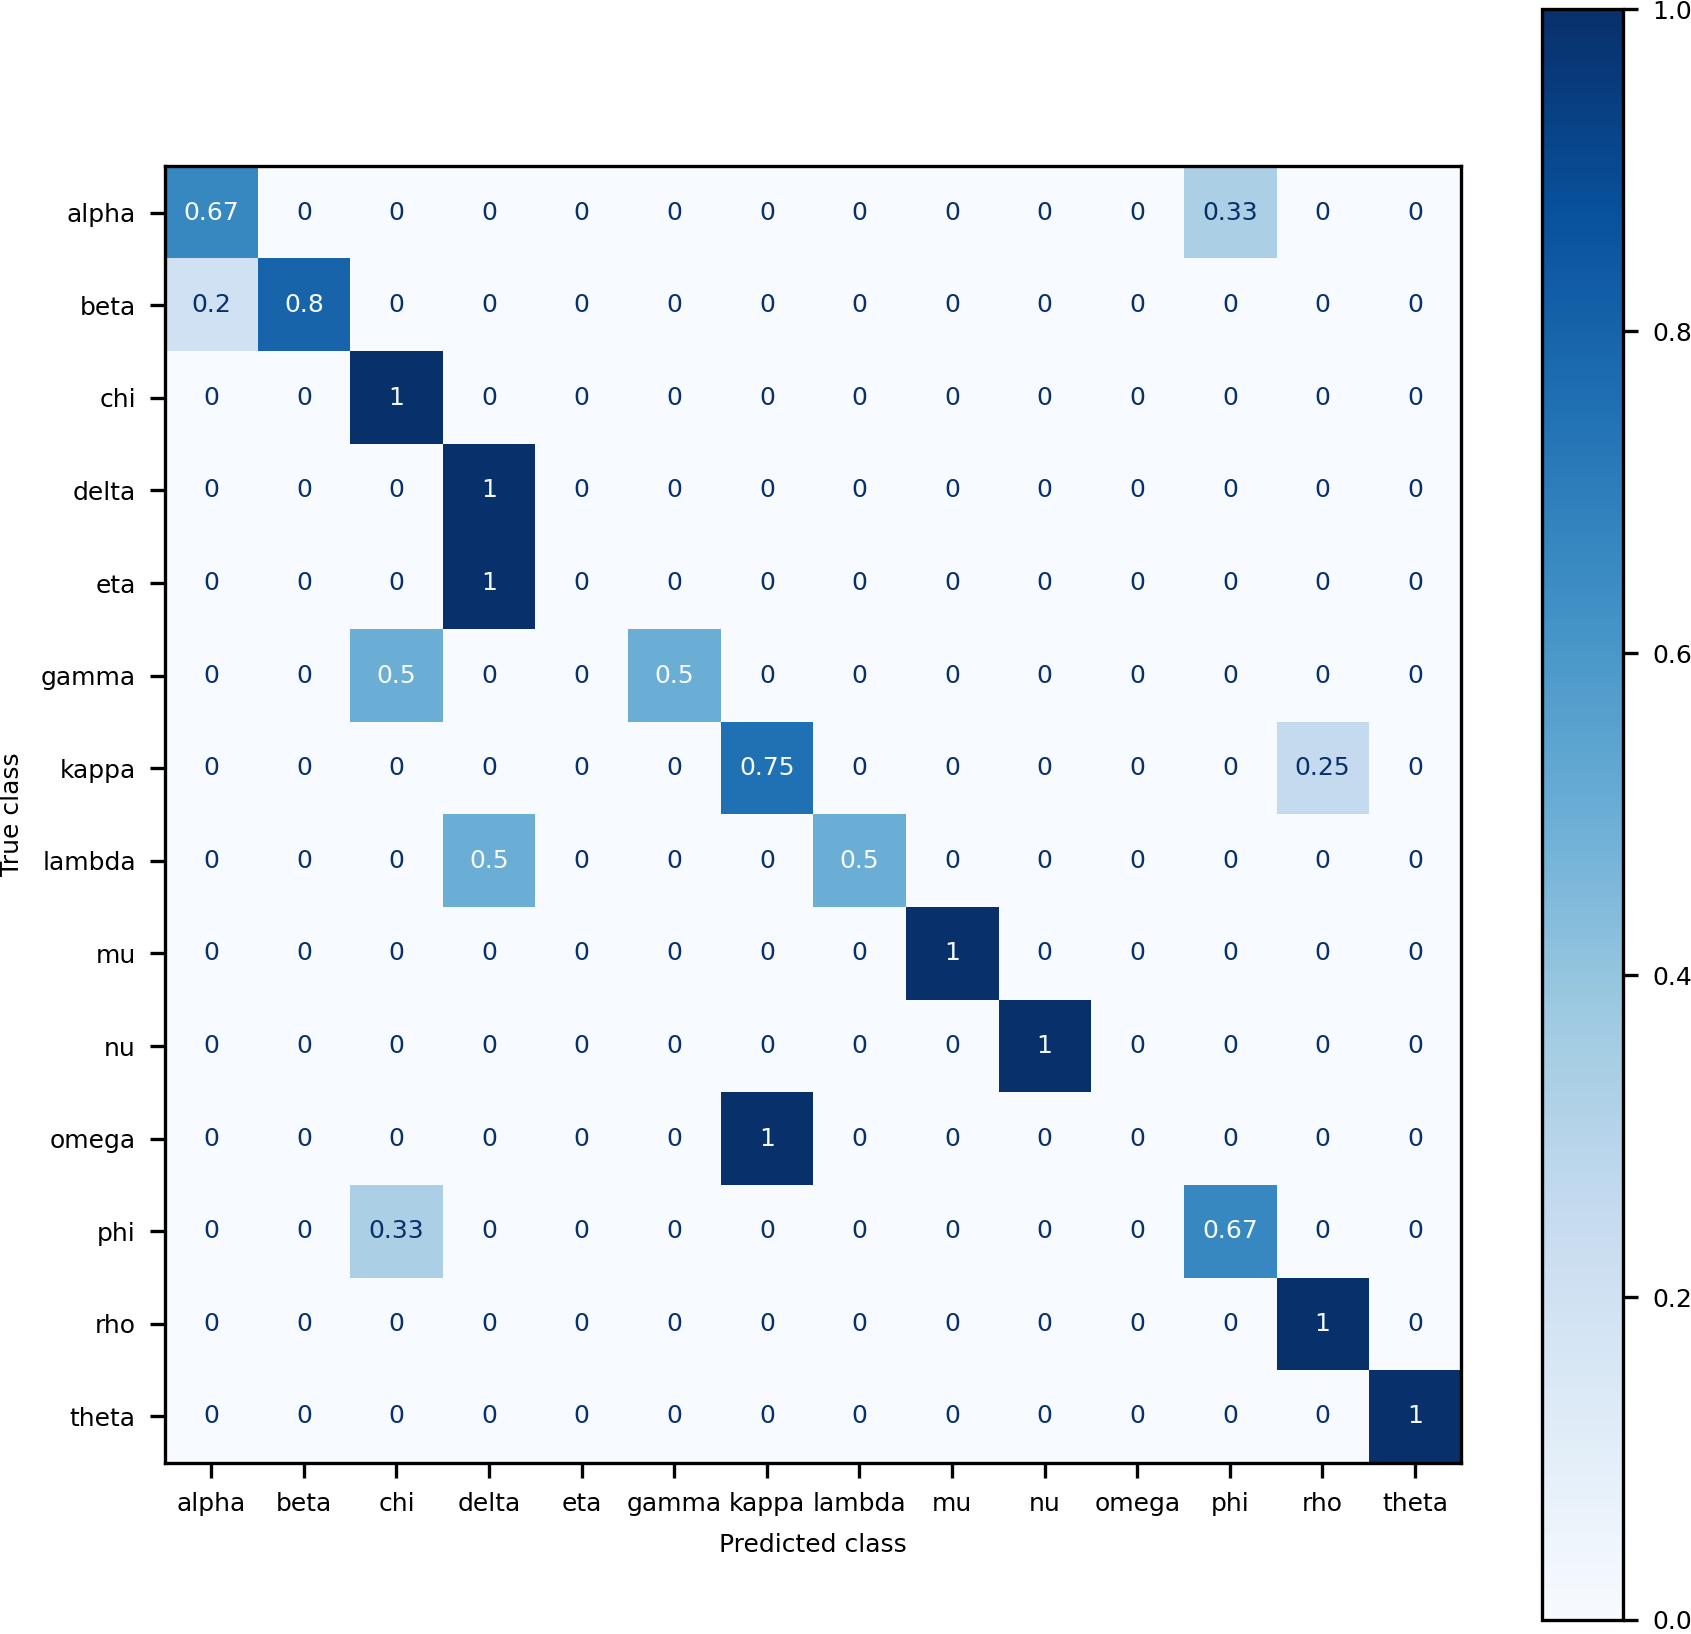 1.0
0.8
0.6
0.4
0.2
0.0
True class
alpha 0.67 0 0 0 0 0 0 0 0 0 0 0.33 0 0
beta 0.2 0.8 0 0 0 0 0 0 0 0 0 0 0 0
chi 0 0 1 0 0 0 0 0 0 0 0 0 0 0
delta 0 0 0 1 0 0 0 0 0 0 0 0 0 0
eta 0 0 0 1 0 0 0 0 0 0 0 0 0 0
gamma 0 0 0.5 0 0 0.5 0 0 0 0 0 0 0 0
kappa 0 0 0 0 0 0 0.75 0 0 0 0 0 0.25 0
lambda 0 0 0 0.5 0 0 0 0.5 0 0 0 0 0 0
mu 0 0 0 0 0 0 0 0 1 0 0 0 0 0
nu 0 0 0 0 0 0 0 0 0 1 0 0 0 0
omega 0 0 0 0 0 0 1 0 0 0 0 0 0 0
phi 0 0 0.33 0 0 0 0 0 0 0 0 0.67 0 0
rho 0 0 0 0 0 0 0 0 0 0 0 0 1 0
theta 0 0 0 0 0 0 0 0 0 0 0 0 0 1
alpha beta chi delta eta gamma kappa lambda mu nu omega phi rho theta
Predicted class